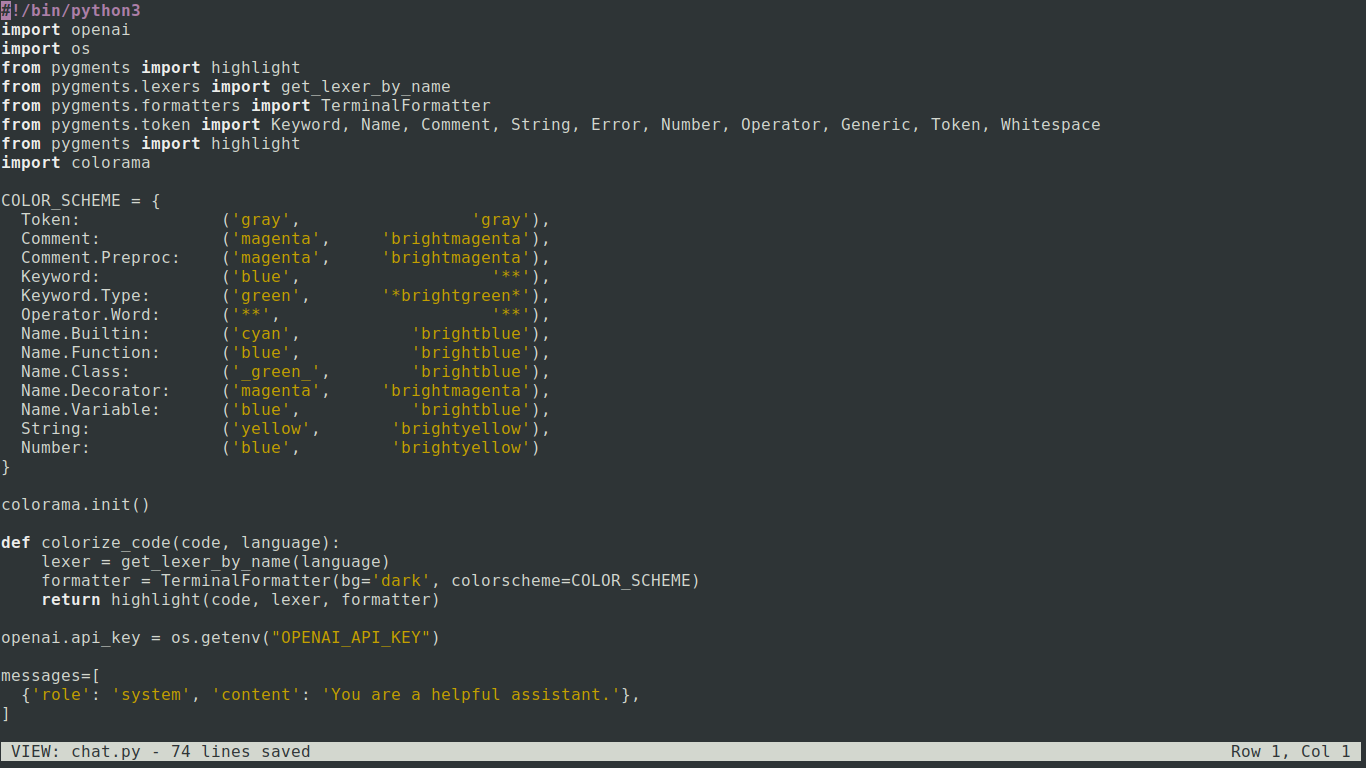 #!/bin/python3
import openai
import os
from pygments import highlight
from pygments.lexers import get_lexer_by_name
from pygments.formatters import TerminalFormatter
from pygments.token import Keyword, Name, Comment, String, Error, Number, Operator, Generic, Token, Whitespace
from pygments import highlight
import colorama

COLOR_SCHEME = {
  Token:              ('gray',                 'gray'),
  Comment:            ('magenta',     'brightmagenta'),
  Comment.Preproc:    ('magenta',     'brightmagenta'),
  Keyword:            ('blue',                   '**'),
  Keyword.Type:       ('green',       '*brightgreen*'),
  Operator.Word:      ('**',                     '**'),
  Name.Builtin:       ('cyan',           'brightblue'),
  Name.Function:      ('blue',           'brightblue'),
  Name.Class:         ('_green_',        'brightblue'),
  Name.Decorator:     ('magenta',     'brightmagenta'),
  Name.Variable:      ('blue',           'brightblue'),
  String:             ('yellow',       'brightyellow'),
  Number:             ('blue',         'brightyellow')
}

colorama.init()

def colorize_code(code, language):
    lexer = get_lexer_by_name(language)
    formatter = TerminalFormatter(bg='dark', colorscheme=COLOR_SCHEME)
    return highlight(code, lexer, formatter)

openai.api_key = os.getenv("OPENAI_API_KEY")

messages=[
  {'role': 'system', 'content': 'You are a helpful assistant.'},
]

VIEW: chat.py - 74 lines saved Row 1, Col 1